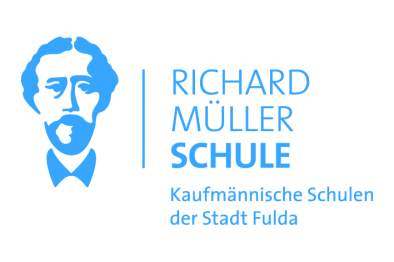 RICHARD
MÜLLER
SCHULE
Kaufmännische Schulen
der Stadt Fulda